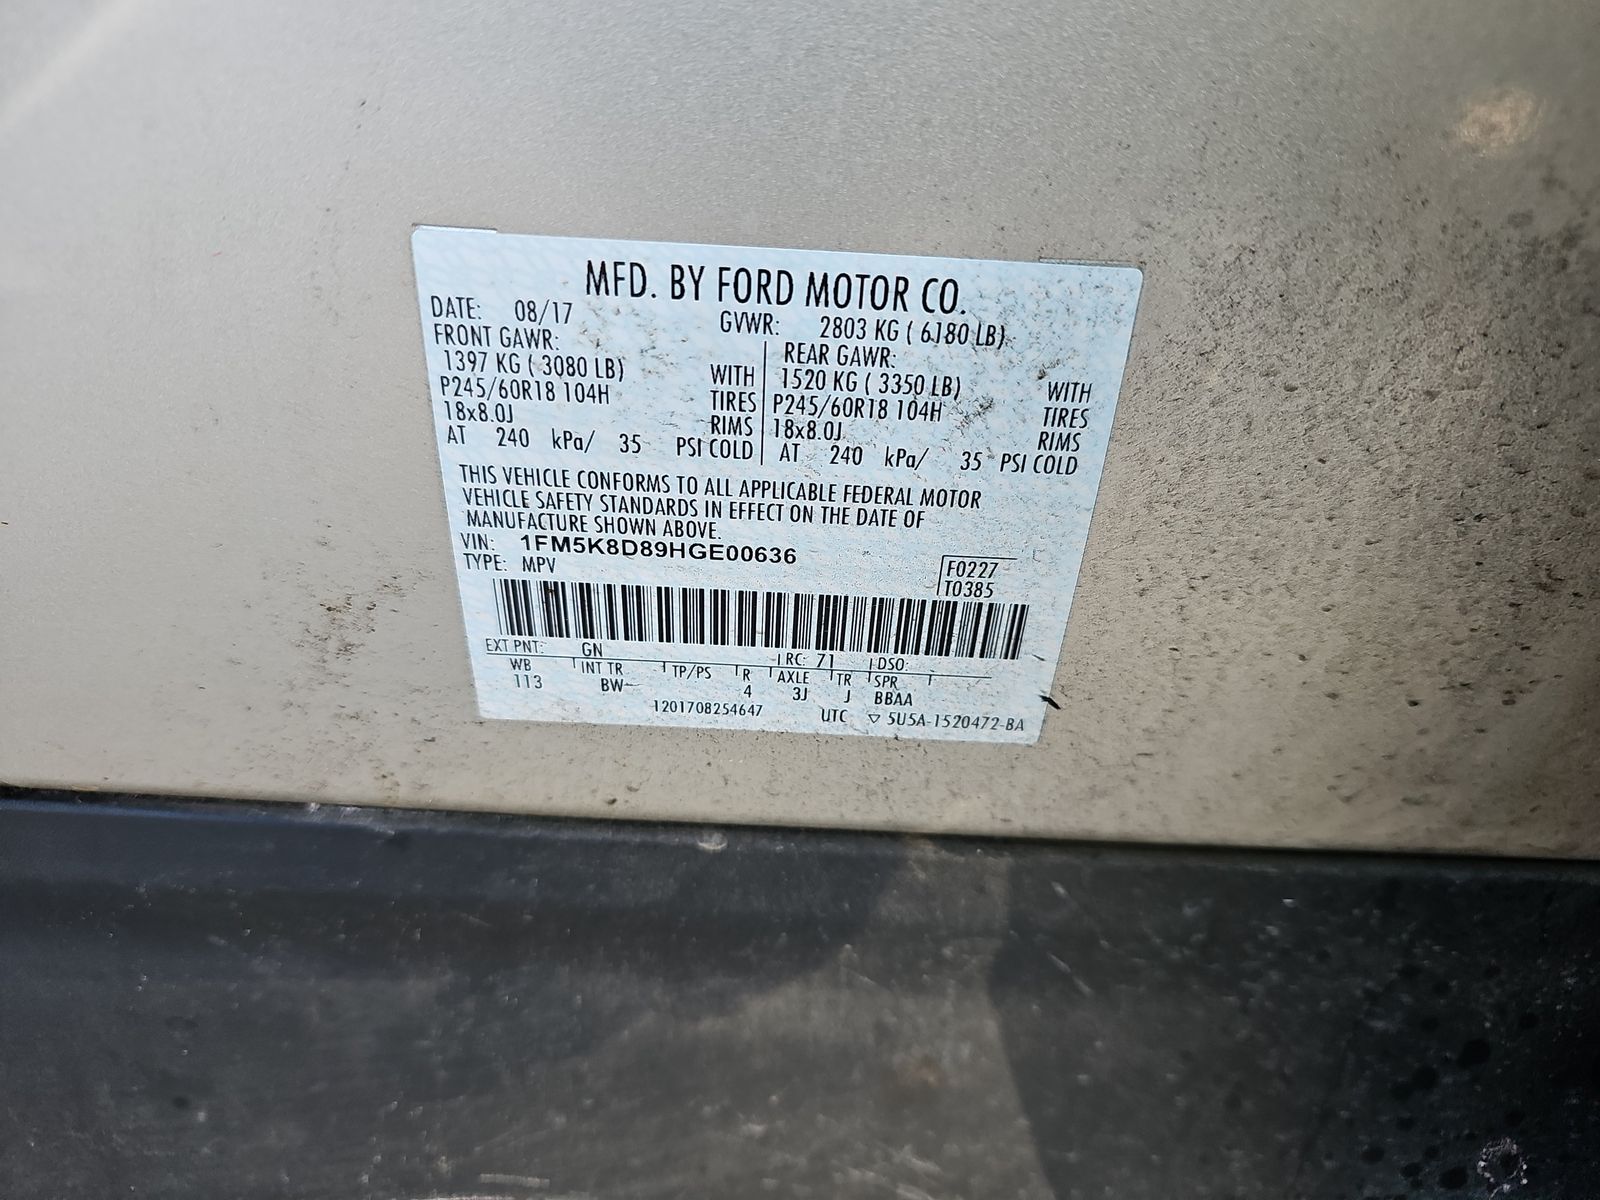 MFD. BY FORD MOTOR CO.
DATE: 08/17 GVWR: 2803 KG ( 6180 LB)
FRONT GAWR: REAR GAWR:
1397 KG ( 3080 LB) WITH 1520 KG ( 3350 LB) WITH
P245/60R18 104H TIRES P245/60R18 104H TIRES
18x8.0J RIMS 18x8.0J RIMS
AT 240 kPa/ 35 PSI COLD AT 240 kPa/ 35 PSI COLD
THIS VEHICLE CONFORMS TO ALL APPLICABLE FEDERAL MOTOR
VEHICLE SAFETY STANDARDS IN EFFECT ON THE DATE OF
MANUFACTURE SHOWN ABOVE.
VIN: 1FM5K8D89HGE00636
TYPE: MPV F0227
T0385
EXT PNT: GN RC: 71 DSO:
WB INT TR TP/PS R AXLE TR SPR
113 BW 4 3J J BBAA
1201708254647 UTC ▽ 5U5A-1520472-BA